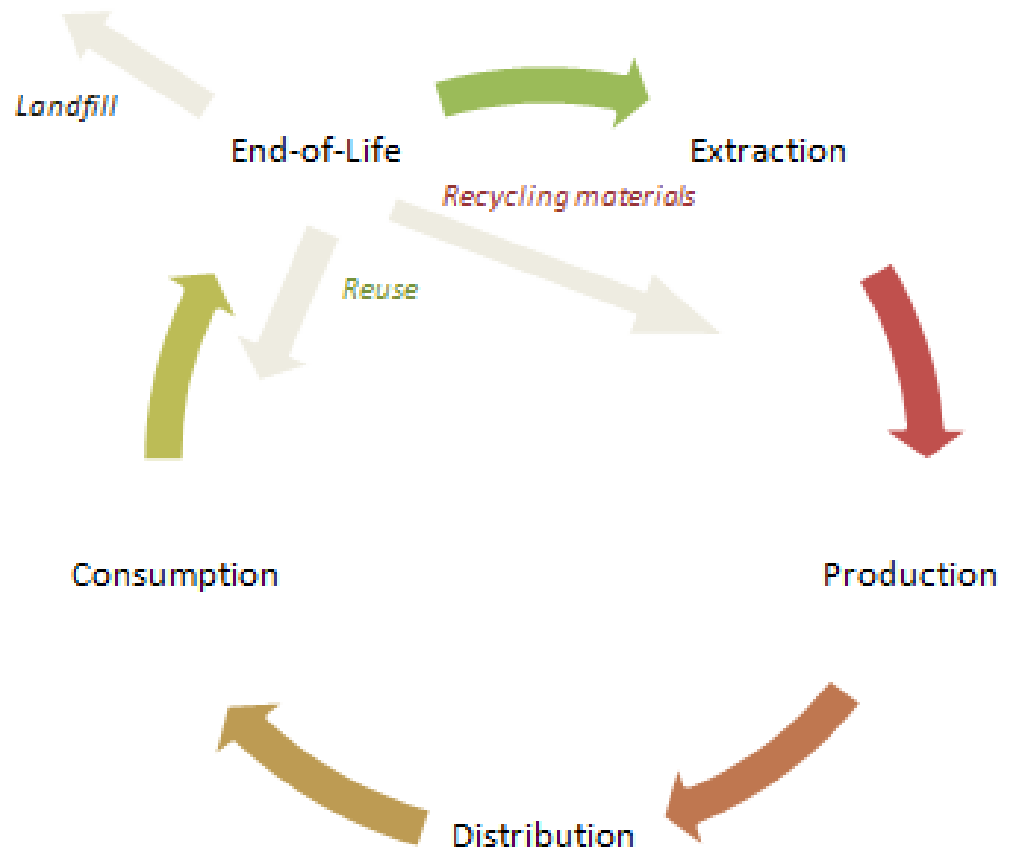 Landfill
End-of-Life
Extraction
Recycling materials
Reuse
Consumption
Production
Distribution